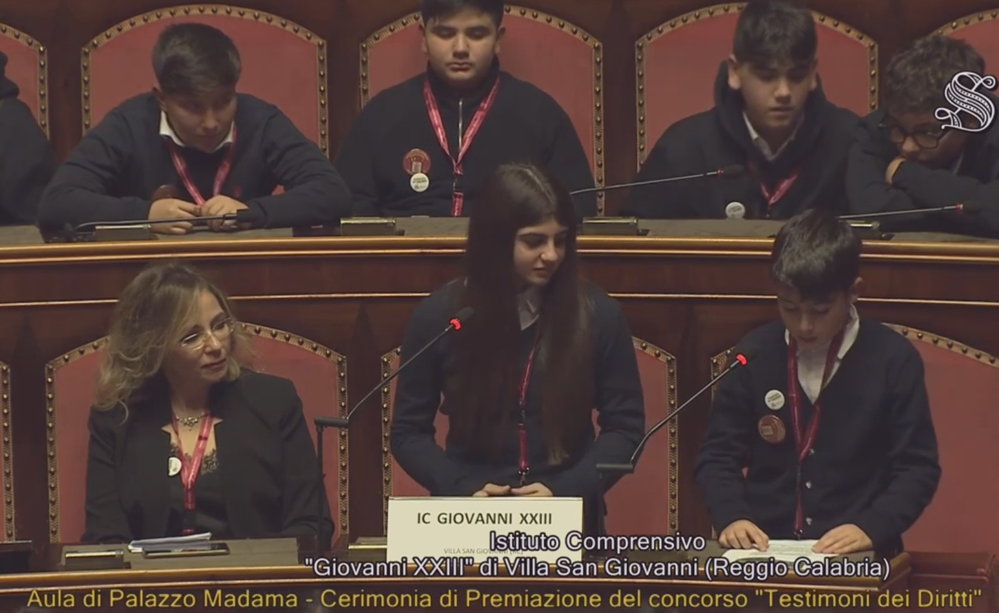 IC GIOVANNI XXIII
Istituto Comprensivo
VILLA SAN GIOVANNI (RC)
"Giovanni XXIII" di Villa San Giovanni (Reggio Calabria)
Aula di Palazzo Madama - Cerimonia di Premiazione del concorso "Testimoni dei Diritti"